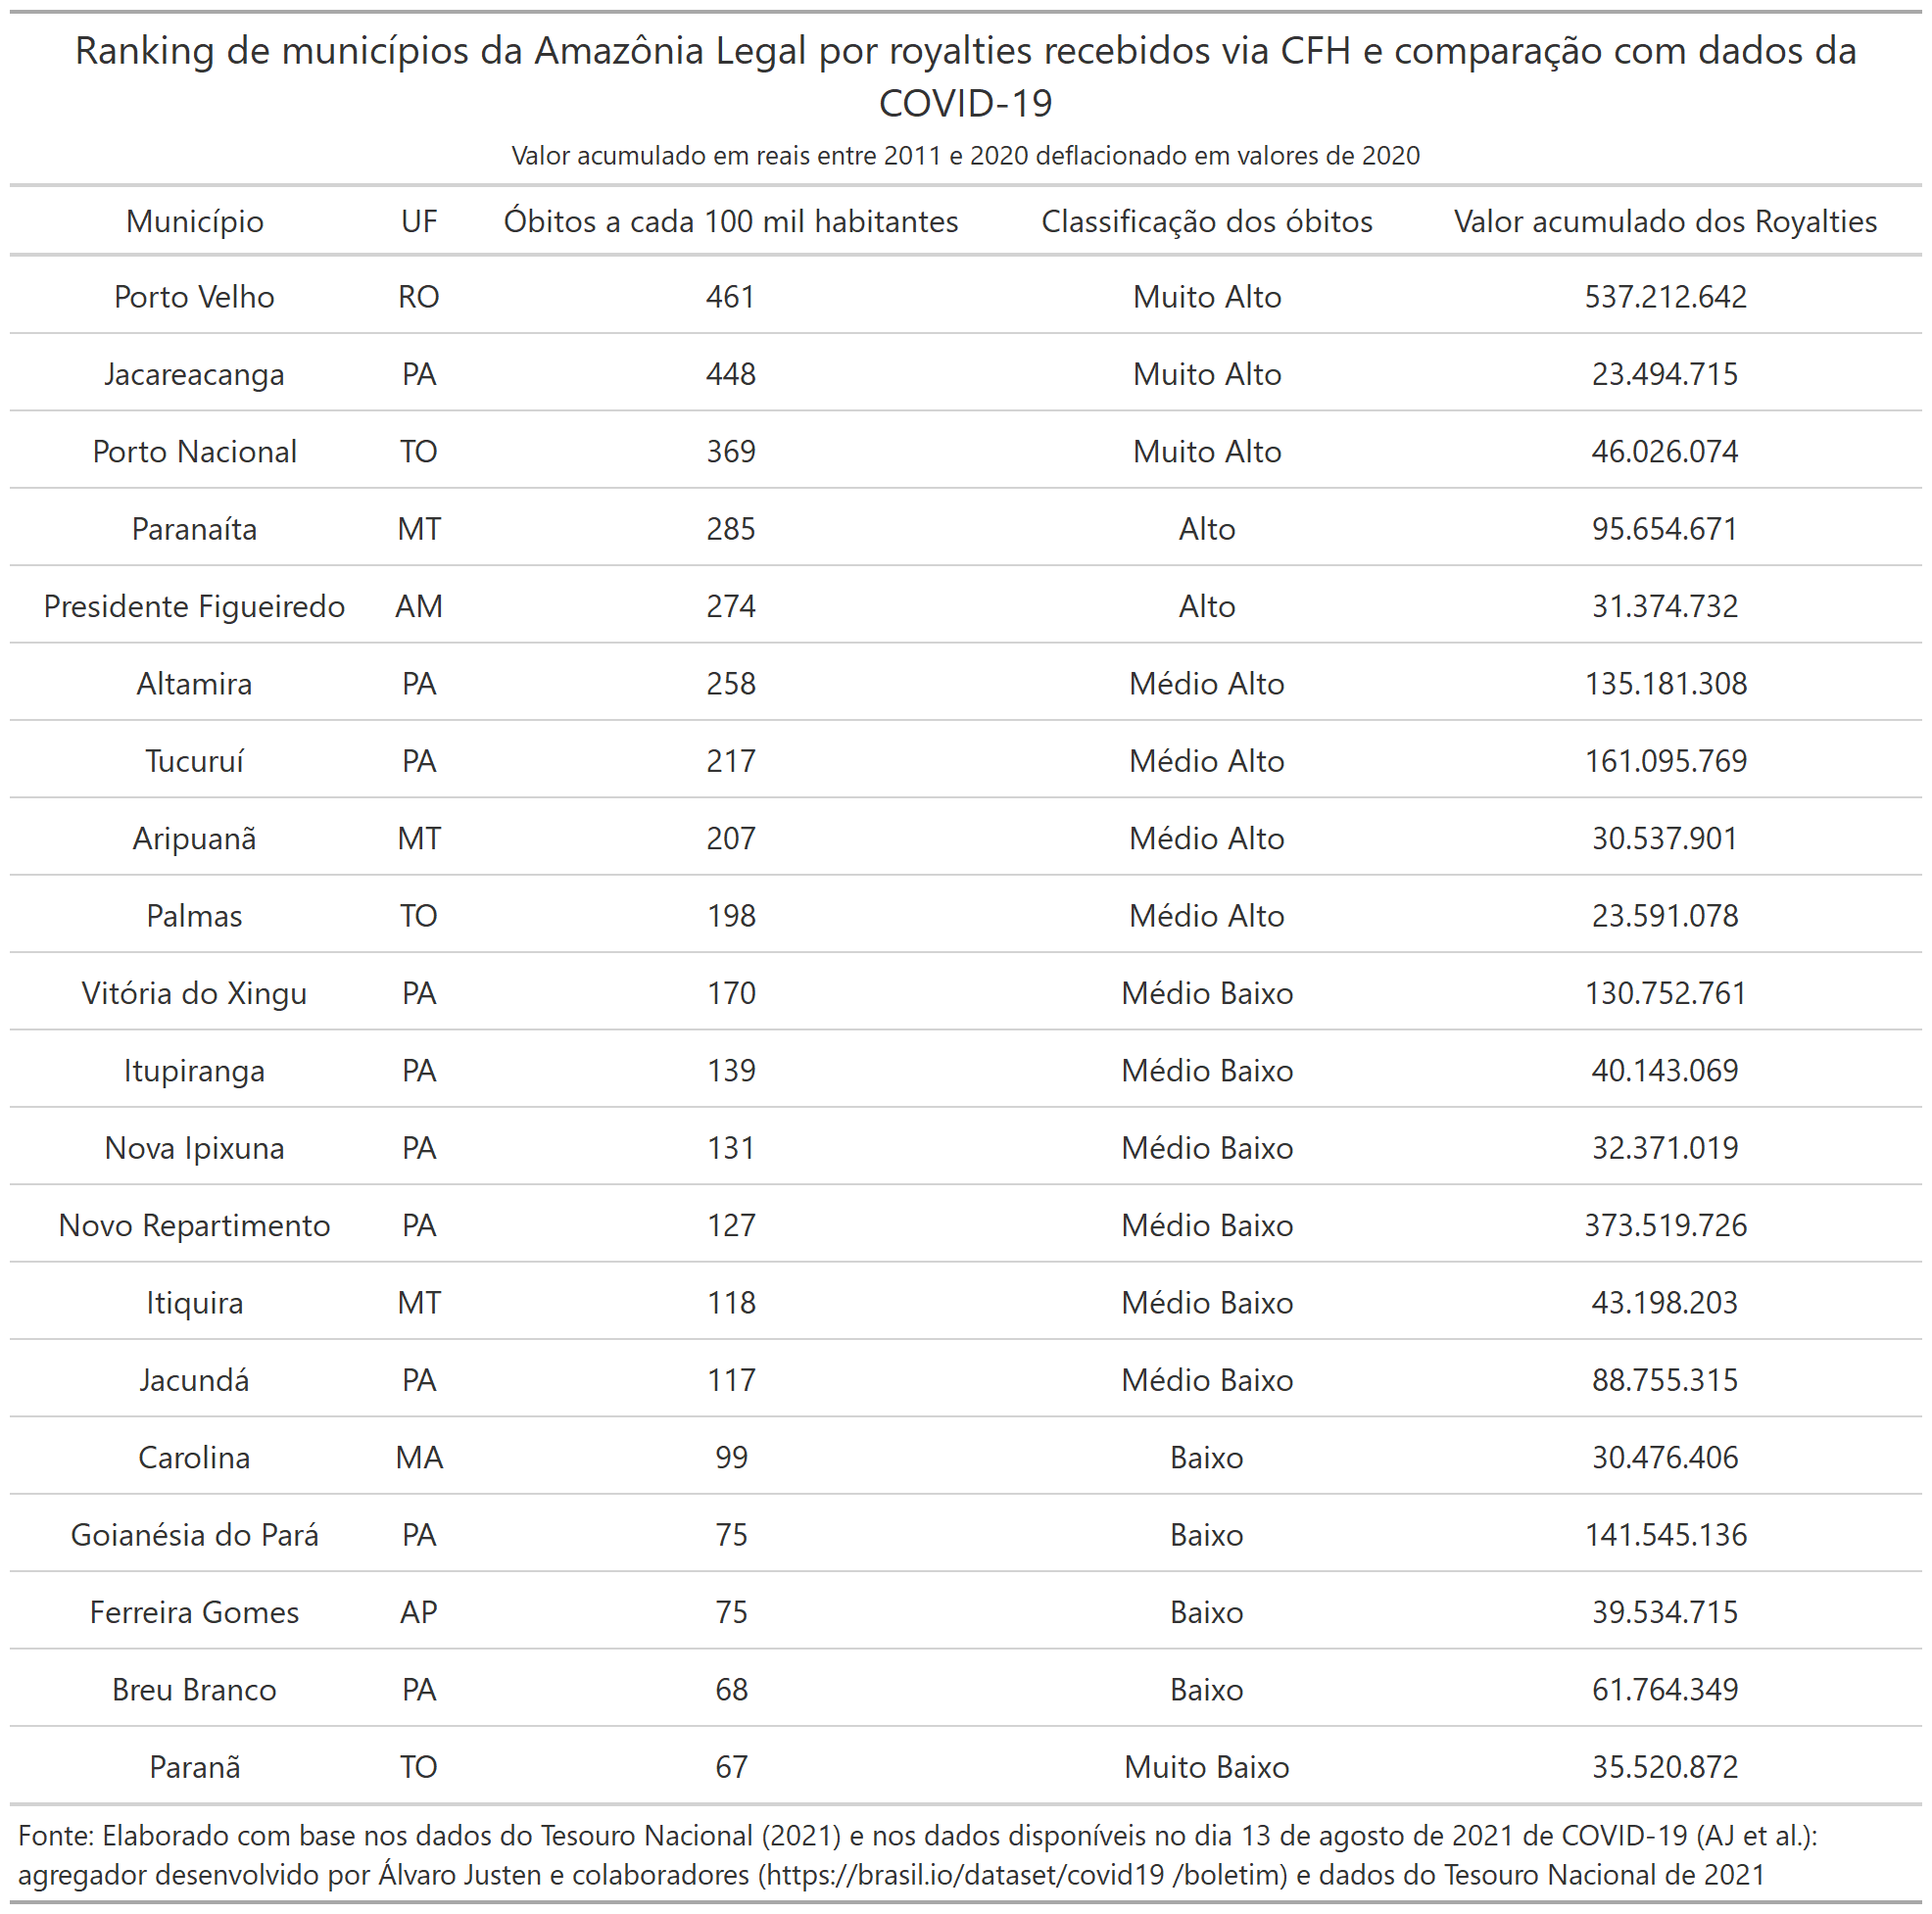 Ranking de municípios da Amazônia Legal por royalties recebidos via CFH e comparação com dados da
COVID-19
Valor acumulado em reais entre 2011 e 2020 deflacionado em valores de 2020
Município UF Óbitos a cada 100 mil habitantes Classificação dos óbitos Valor acumulado dos Royalties
Porto Velho RO 461 Muito Alto 537.212.642
Jacareacanga PA 448 Muito Alto 23.494.715
Porto Nacional TO 369 Muito Alto 46.026.074
Paranaíta MT 285 Alto 95.654.671
Presidente Figueiredo AM 274 Alto 31.374.732
Altamira PA 258 Médio Alto 135.181.308
Tucuruí PA 217 Médio Alto 161.095.769
Aripuanã MT 207 Médio Alto 30.537.901
Palmas TO 198 Médio Alto 23.591.078
Vitória do Xingu PA 170 Médio Baixo 130.752.761
Itupiranga PA 139 Médio Baixo 40.143.069
Nova Ipixuna PA 131 Médio Baixo 32.371.019
Novo Repartimento PA 127 Médio Baixo 373.519.726
Itiquira MT 118 Médio Baixo 43.198.203
Jacundá PA 117 Médio Baixo 88.755.315
Carolina MA 99 Baixo 30.476.406
Goianésia do Pará PA 75 Baixo 141.545.136
Ferreira Gomes AP 75 Baixo 39.534.715
Breu Branco PA 68 Baixo 61.764.349
Paranã TO 67 Muito Baixo 35.520.872
Fonte: Elaborado com base nos dados do Tesouro Nacional (2021) e nos dados disponíveis no dia 13 de agosto de 2021 de COVID-19 (AJ et al.):
agregador desenvolvido por Álvaro Justen e colaboradores (https://brasil.io/dataset/covid19 /boletim) e dados do Tesouro Nacional de 2021